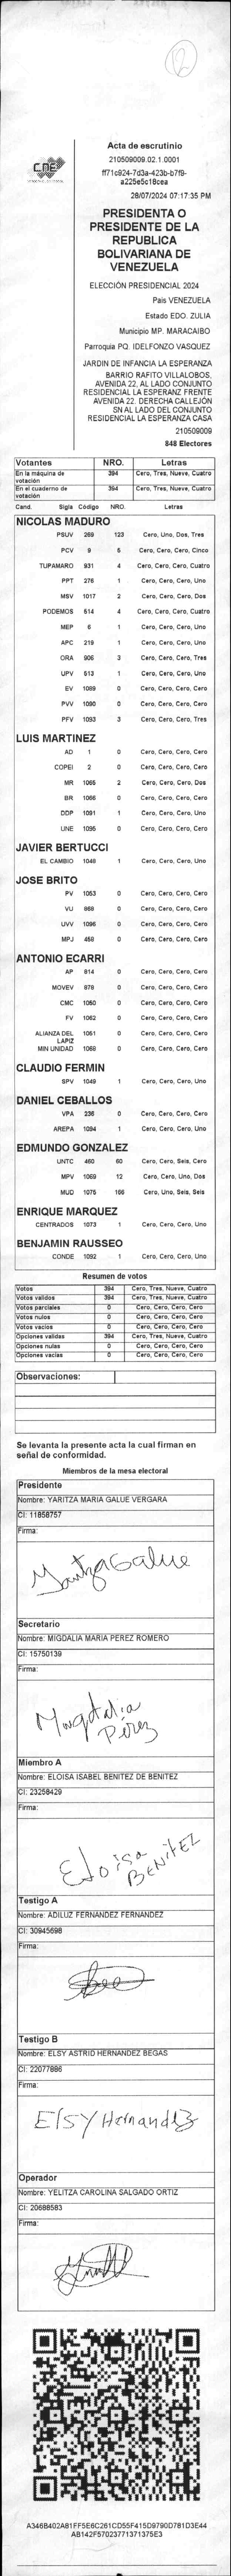 12
CNE
Acta de escrutinio
210509009.02.1.0001
ff71c924-7d3a-423b-b7f9-
a225e5c18cea
28/07/2024 07:17:35 PM
PRESIDENTA O
PRESIDENTE DE LA
REPUBLICA
BOLIVARIANA DE
VENEZUELA
ELECCIÓN PRESIDENCIAL 2024
Pais VENEZUELA
Estado EDO. ZULIA
Municipio MP. MARACAIBO
Parroquia PQ. IDELFONZO VASQUEZ
JARDIN DE INFANCIA LA ESPERANZA
BARRIO RAFITO VILLALOBOS.
AVENIDA 22. AL LADO CONJUNTO
RESIDENCIAL LA ESPERANZ FRENTE
AVENIDA 22. DERECHA CALLEJÓN
SN AL LADO DEL CONJUNTO
RESIDENCIAL LA ESPERANZA CASA
210509009
848 Electores
Votantes NRO. Letras
En la máquina de votación 394 Cero, Tres, Nueve, Cuatro
En el cuaderno de votación 394 Cero, Tres, Nueve, Cuatro
Cand. Sigla Código NRO. Letras
NICOLAS MADURO
PSUV 269 123 Cero, Uno, Dos, Tres
PCV 9 5 Cero, Cero, Cero, Cinco
TUPAMARO 931 4 Cero, Cero, Cero, Cuatro
PPT 276 1 Cero, Cero, Cero, Uno
MSV 1017 2 Cero, Cero, Cero, Dos
PODEMOS 514 4 Cero, Cero, Cero, Cuatro
MEP 6 1 Cero, Cero, Cero, Uno
APC 219 1 Cero, Cero, Cero, Uno
ORA 906 3 Cero, Cero, Cero, Tres
UPV 513 1 Cero, Cero, Cero, Uno
EV 1089 0 Cero, Cero, Cero, Cero
PVV 1090 0 Cero, Cero, Cero, Cero
PFV 1093 3 Cero, Cero, Cero, Tres
LUIS MARTINEZ
AD 1 0 Cero, Cero, Cero, Cero
COPEI 2 0 Cero, Cero, Cero, Cero
MR 1065 2 Cero, Cero, Cero, Dos
BR 1066 0 Cero, Cero, Cero, Cero
DDP 1091 1 Cero, Cero, Cero, Uno
UNE 1095 0 Cero, Cero, Cero, Cero
JAVIER BERTUCCI
EL CAMBIO 1046 1 Cero, Cero, Cero, Uno
JOSE BRITO
PV 1053 0 Cero, Cero, Cero, Cero
VU 868 0 Cero, Cero, Cero, Cero
UVV 1096 0 Cero, Cero, Cero, Cero
MPJ 458 0 Cero, Cero, Cero, Cero
ANTONIO ECARRI
AP 814 0 Cero, Cero, Cero, Cero
MOVEV 878 0 Cero, Cero, Cero, Cero
CMC 1050 0 Cero, Cero, Cero, Cero
FV 1062 0 Cero, Cero, Cero, Cero
ALIANZA DEL LAPIZ 1051 0 Cero, Cero, Cero, Cero
MIN UNIDAD 1068 0 Cero, Cero, Cero, Cero
CLAUDIO FERMIN
SPV 1049 1 Cero, Cero, Cero, Uno
DANIEL CEBALLOS
VPA 236 0 Cero, Cero, Cero, Cero
AREPA 1094 1 Cero, Cero, Cero, Uno
EDMUNDO GONZALEZ
UNTC 460 60 Cero, Cero, Seis, Cero
MPV 1069 12 Cero, Cero, Uno, Dos
MUD 1075 166 Cero, Uno, Seis, Seis
ENRIQUE MARQUEZ
CENTRADOS 1073 1 Cero, Cero, Cero, Uno
BENJAMIN RAUSSEO
CONDE 1092 1 Cero, Cero, Cero, Uno
Resumen de votos
Votos 394 Cero, Tres, Nueve, Cuatro
Votos validos 394 Cero, Tres, Nueve, Cuatro
Votos parciales 0 Cero, Cero, Cero, Cero
Votos nulos 0 Cero, Cero, Cero, Cero
Votos vacios 0 Cero, Cero, Cero, Cero
Opciones validas 394 Cero, Tres, Nueve, Cuatro
Opciones nulas 0 Cero, Cero, Cero, Cero
Opciones vacias 0 Cero, Cero, Cero, Cero
Observaciones:
Se levanta la presente acta la cual firman en
señal de conformidad.
Miembros de la mesa electoral
Presidente
Nombre: YARITZA MARIA GALUE VERGARA
CI: 11858757
Firma:
Yaritza Galue
Secretario
Nombre: MIGDALIA MARIA PEREZ ROMERO
CI: 15750139
Firma:
Migdalia
Pérez
Miembro A
Nombre: ELOISA ISABEL BENITEZ DE BENITEZ
CI: 23258429
Firma:
Eloisa
BENITEZ
Testigo A
Nombre: ADILUZ FERNANDEZ FERNANDEZ
CI: 30945698
Firma:
Testigo B
Nombre: ELSY ASTRID HERNANDEZ BEGAS
CI: 22077886
Firma:
Elsy Hernandez
Operador
Nombre: YELITZA CAROLINA SALGADO ORTIZ
CI: 20688583
Firma:
A346B402A81FF5E6C261CD55F415D9790D781D3E44
AB142F57023771371375E3